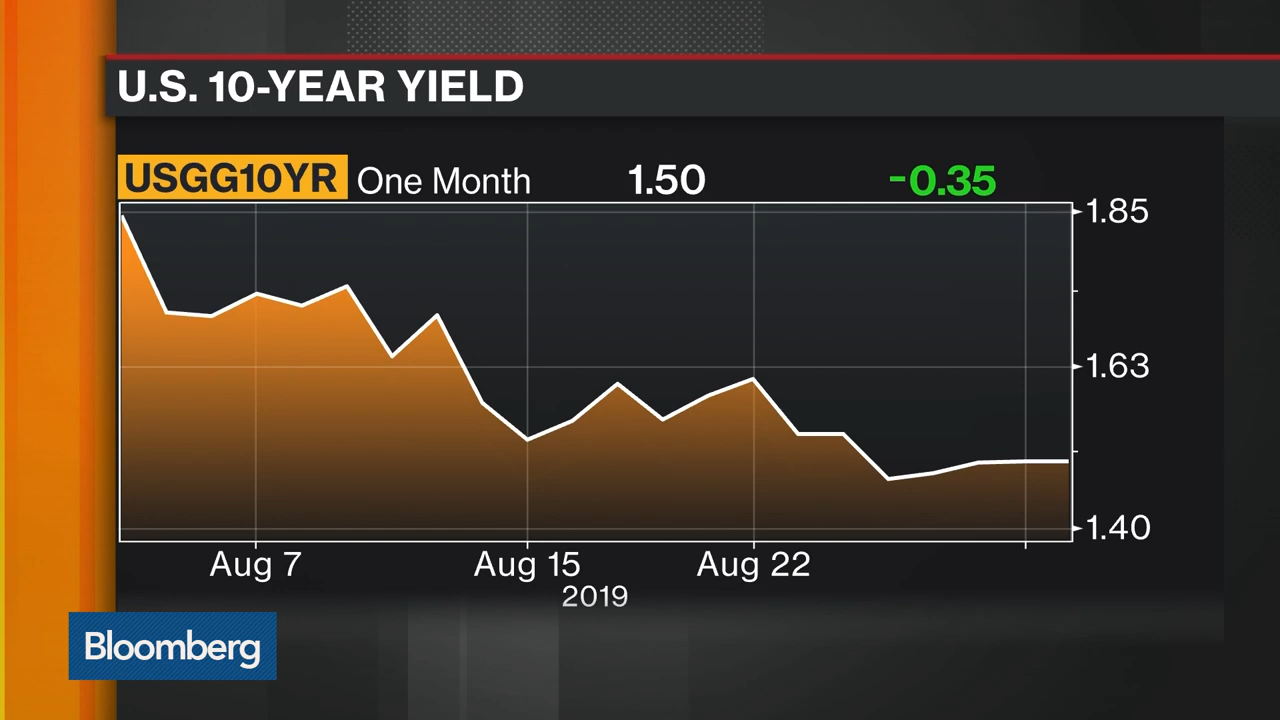 U.S. 10-YEAR YIELD
USGG10YR One Month 1.50 -0.35
1.85
1.63
1.40
Aug 7 Aug 15 Aug 22
2019
Bloomberg